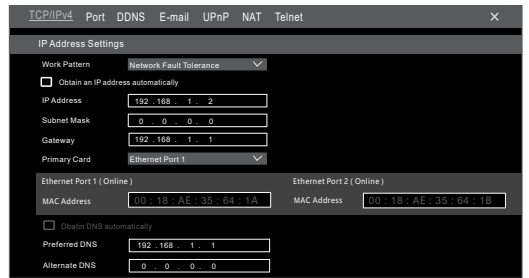 TCP/IPv4 Port DDNS E-mail UPnP NAT Telnet ×
IP Address Settings
Work Pattern Network Fault Tolerance
Obtain an IP address automatically
IP Address 192 . 168 . 1 . 2
Subnet Mask 0 . 0 . 0 . 0
Gateway 192 . 168 . 1 . 1
Primary Card Ethernet Port 1
Ethernet Port 1 ( Online ) Ethernet Port 2 ( Online )
MAC Address 00 : 18 : AE : 35 : 64 : 1A MAC Address 00 : 18 : AE : 35 : 64 : 1B
Obatin DNS automatically
Preferred DNS 192 . 168 . 1 . 1
Alternate DNS 0 . 0 . 0 . 0